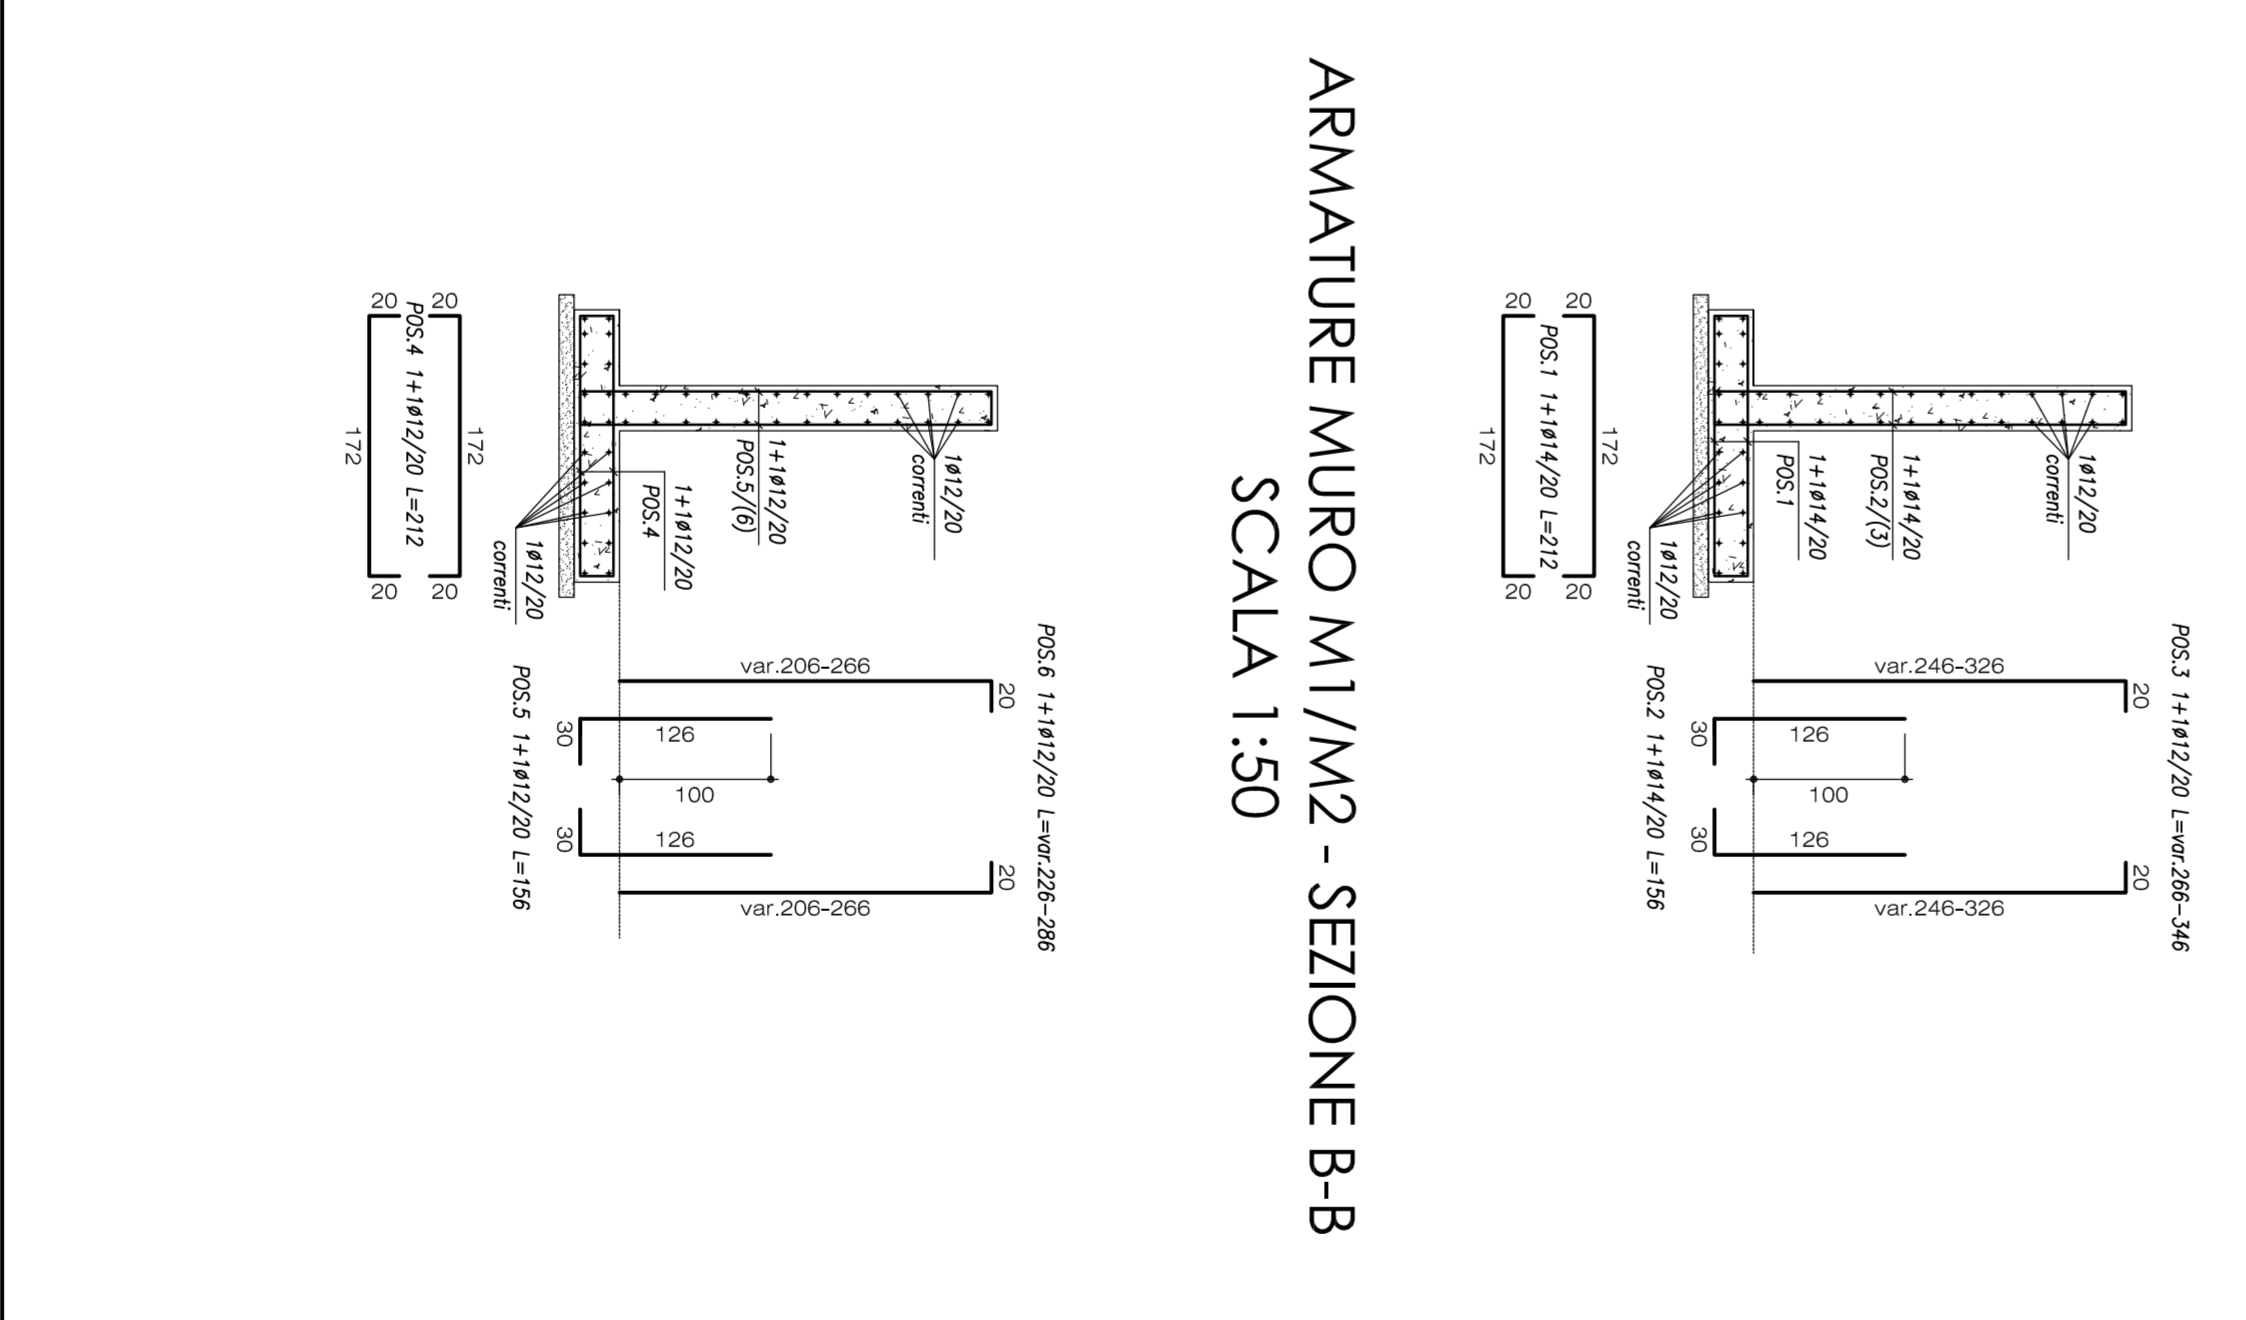 POS.3 1+1ø12/20 L=var.266-346
20
20
var.246-326
var.246-326
1ø12/20
correnti
1+1ø14/20
POS.2/(3)
1+1ø14/20
POS.1
126
126
100
30
30
1ø12/20
correnti
POS.2 1+1ø14/20 L=156
20
172
20
POS.1 1+1ø14/20 L=212
20
172
20
ARMATURE MURO M1/M2 - SEZIONE B-B
SCALA 1:50
POS.6 1+1ø12/20 L=var.226-286
20
20
var.206-266
var.206-266
1ø12/20
correnti
1+1ø12/20
POS.5/(6)
1+1ø12/20
POS.4
126
126
100
30
30
1ø12/20
correnti
POS.5 1+1ø12/20 L=156
20
172
20
POS.4 1+1ø12/20 L=212
20
172
20